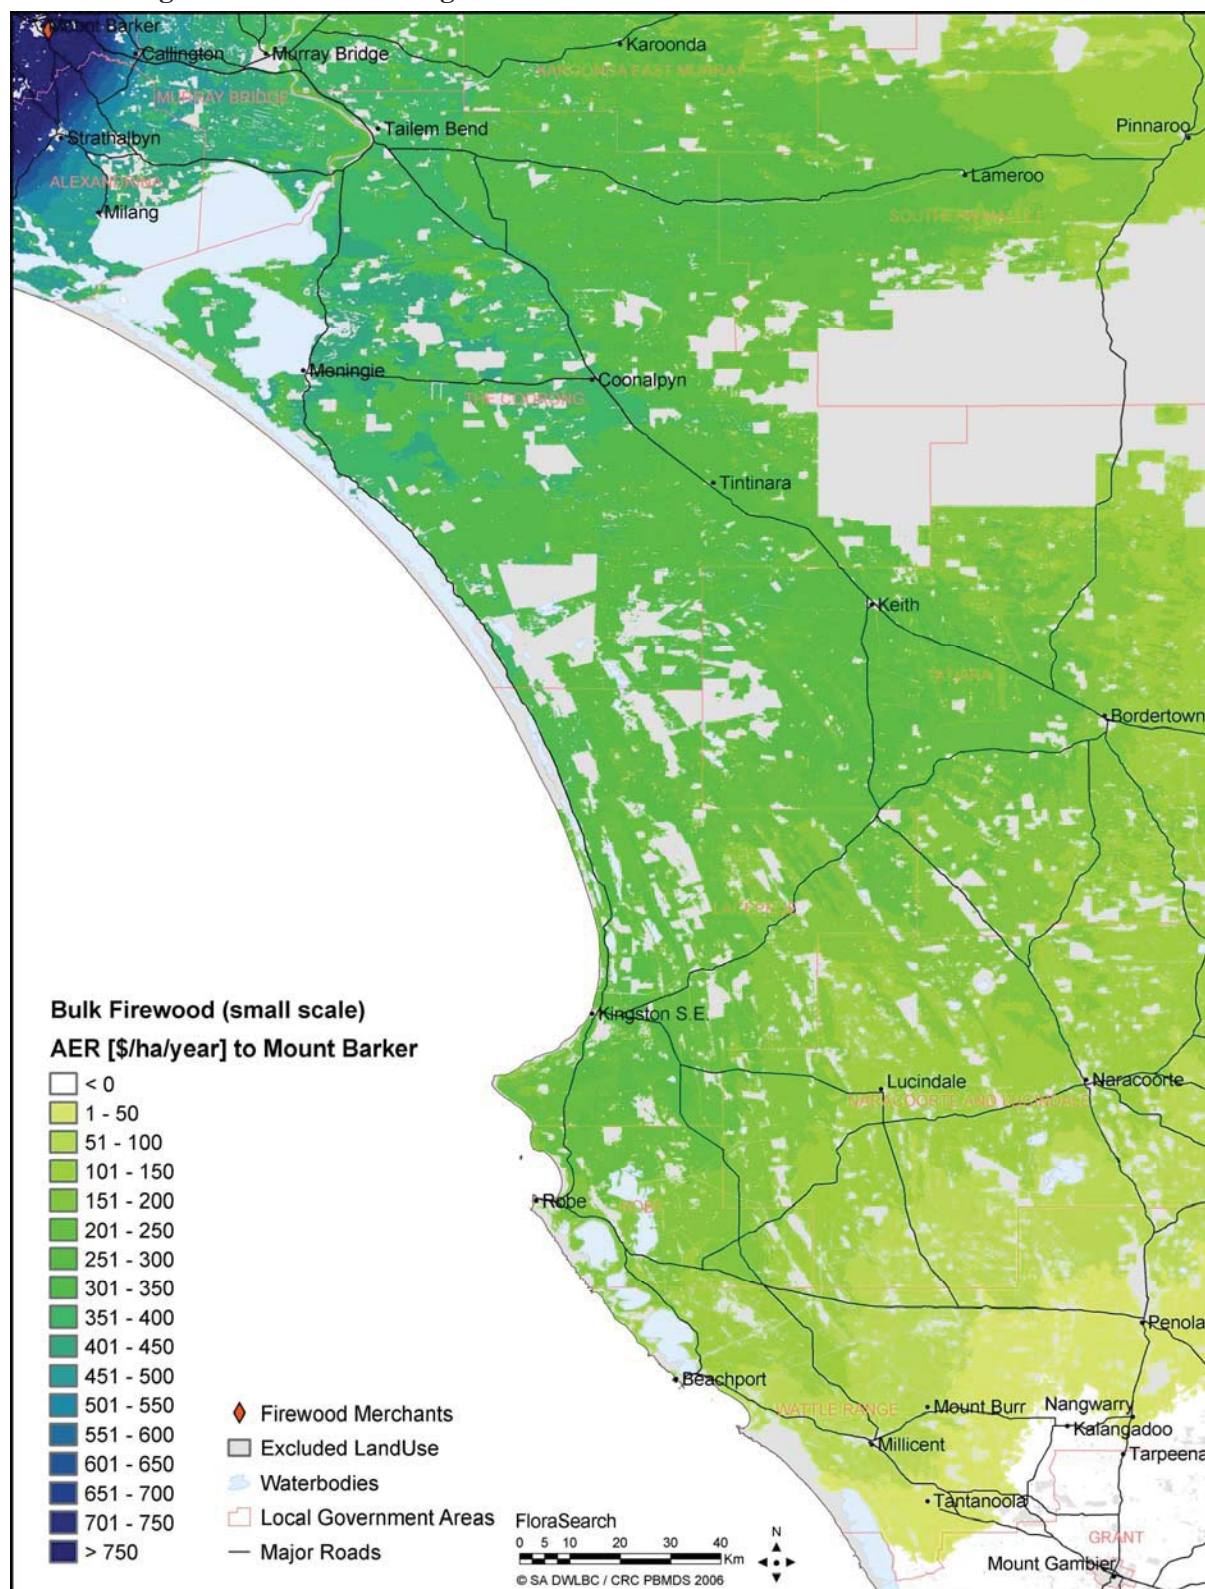 Mount Barker
Callington
Murray Bridge
Karoonda
KAROONDA EAST MURRAY
MURRAY BRIDGE
Tailem Bend
Pinnaroo
Strathalbyn
Lameroo
ALEXANDRINA
Milang
SOUTHERN MALLEE
Meningie
Coonalpyn
THE COORONG
Tintinara
Keith
TATIARA
Bordertown
LACEPEDE
Kingston S.E.
Lucindale
Naracoorte
NARACOORTE AND LUCINDALE
Robe
ROBE
Penola
Beachport
WATTLE RANGE
Mount Burr
Nangwarry
Kalangadoo
Millicent
Tarpeena
Tantanoola
GRANT
Mount Gambier
Bulk Firewood (small scale)
AER [$/ha/year] to Mount Barker
< 0
1 - 50
51 - 100
101 - 150
151 - 200
201 - 250
251 - 300
301 - 350
351 - 400
401 - 450
451 - 500
501 - 550
551 - 600
601 - 650
651 - 700
701 - 750
> 750
Firewood Merchants
Excluded LandUse
Waterbodies
Local Government Areas
Major Roads
FloraSearch
0 5 10 20 30 40
Km
© SA DWLBC / CRC PBMDS 2006
N